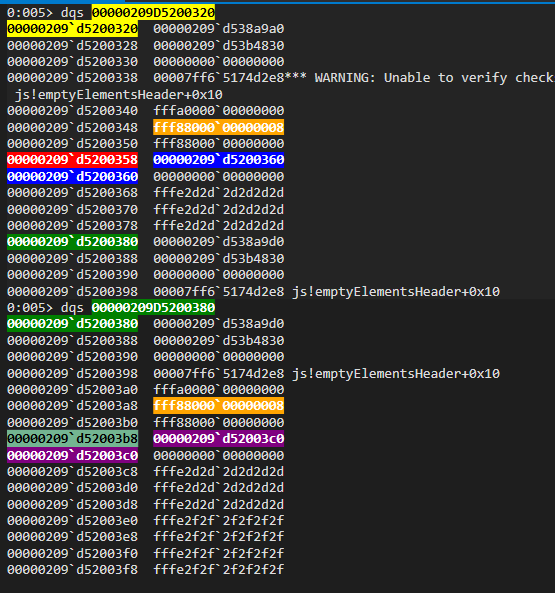 0:005> dqs 00000209D5200320
00000209`d5200320  00000209`d538a9a0
00000209`d5200328  00000209`d53b4830
00000209`d5200330  00000000`00000000
00000209`d5200338  00007ff6`5174d2e8*** WARNING: Unable to verify check
 js!emptyElementsHeader+0x10
00000209`d5200340  fffa0000`00000000
00000209`d5200348  fff88000`00000008
00000209`d5200350  fff88000`00000000
00000209`d5200358  00000209`d5200360
00000209`d5200360  00000000`00000000
00000209`d5200368  fffe2d2d`2d2d2d2d
00000209`d5200370  fffe2d2d`2d2d2d2d
00000209`d5200378  fffe2d2d`2d2d2d2d
00000209`d5200380  00000209`d538a9d0
00000209`d5200388  00000209`d53b4830
00000209`d5200390  00000000`00000000
00000209`d5200398  00007ff6`5174d2e8 js!emptyElementsHeader+0x10
0:005> dqs 00000209D5200380
00000209`d5200380  00000209`d538a9d0
00000209`d5200388  00000209`d53b4830
00000209`d5200390  00000000`00000000
00000209`d5200398  00007ff6`5174d2e8 js!emptyElementsHeader+0x10
00000209`d52003a0  fffa0000`00000000
00000209`d52003a8  fff88000`00000008
00000209`d52003b0  fff88000`00000000
00000209`d52003b8  00000209`d52003c0
00000209`d52003c0  00000000`00000000
00000209`d52003c8  fffe2d2d`2d2d2d2d
00000209`d52003d0  fffe2d2d`2d2d2d2d
00000209`d52003d8  fffe2d2d`2d2d2d2d
00000209`d52003e0  fffe2f2f`2f2f2f2f
00000209`d52003e8  fffe2f2f`2f2f2f2f
00000209`d52003f0  fffe2f2f`2f2f2f2f
00000209`d52003f8  fffe2f2f`2f2f2f2f